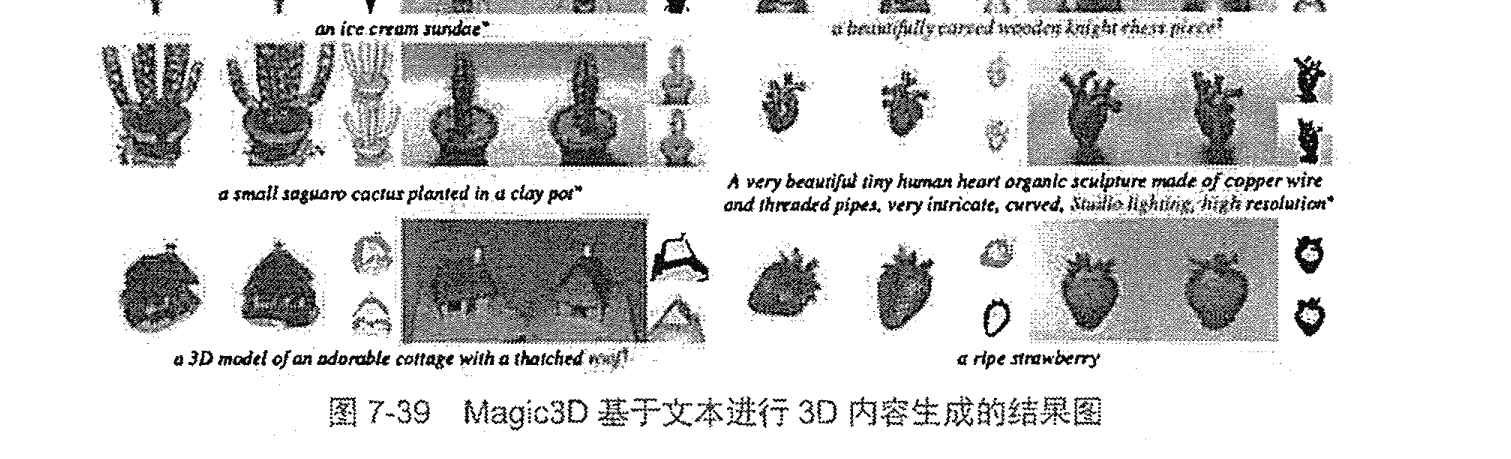 an ice cream sundae*
a beautifully carved wooden knight chess piece†
a small saguaro cactus planted in a clay pot*
A very beautiful tiny human heart organic sculpture made of copper wire
and threaded pipes, very intricate, curved, Studio lighting, high resolution*
a 3D model of an adorable cottage with a thatched roof†
a ripe strawberry
图 7-39 Magic3D 基于文本进行 3D 内容生成的结果图